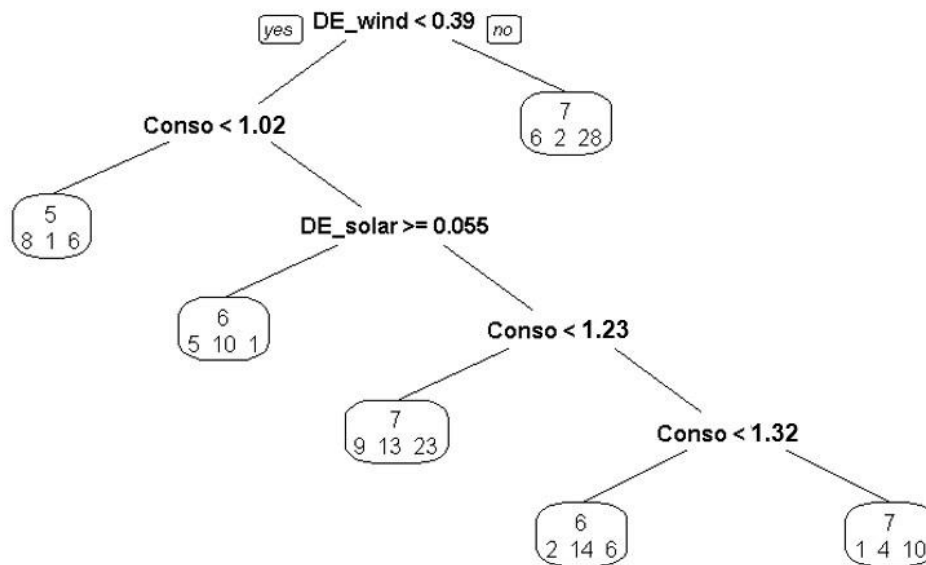 yes DE_wind < 0.39 no
Conso < 1.02
7
6 2 28
5
8 1 6
DE_solar >= 0.055
6
5 10 1
Conso < 1.23
7
9 13 23
Conso < 1.32
6
2 14 6
7
1 4 10